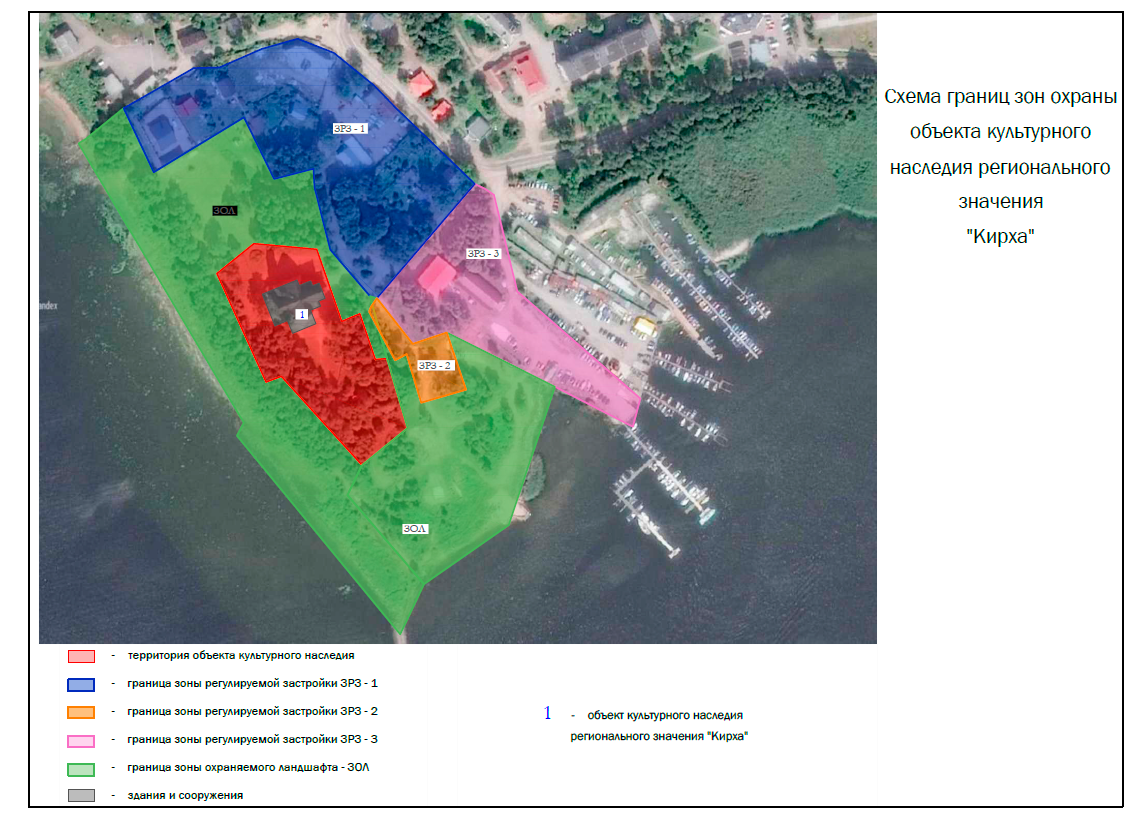 Схема границ зон охраны
объекта культурного
наследия регионального
значения
"Кирха"
ЗРЗ - 1
ЗОЛ
ЗРЗ - 3
1
ЗРЗ - 2
ЗОЛ
ndex
- территория объекта культурного наследия
- граница зоны регулируемой застройки ЗРЗ - 1
- граница зоны регулируемой застройки ЗРЗ - 2
- граница зоны регулируемой застройки ЗРЗ - 3
- граница зоны охраняемого ландшафта - ЗОЛ
- здания и сооружения
1 - объект культурного наследия
регионального значения "Кирха"